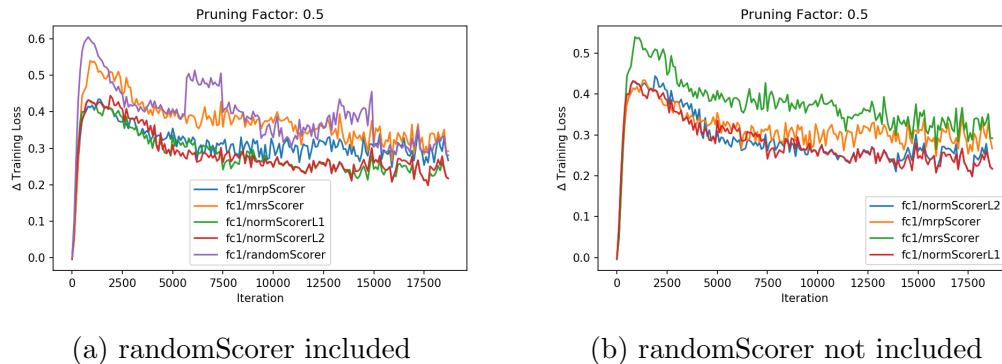 Pruning Factor: 0.5
Δ Training Loss
0.6
0.5
0.4
0.3
0.2
0.1
0.0
fc1/mrpScorer
fc1/mrsScorer
fc1/normScorerL1
fc1/normScorerL2
fc1/randomScorer
0 2500 5000 7500 10000 12500 15000 17500
Iteration
(a) randomScorer included
Pruning Factor: 0.5
Δ Training Loss
0.5
0.4
0.3
0.2
0.1
0.0
fc1/normScorerL2
fc1/mrpScorer
fc1/mrsScorer
fc1/normScorerL1
0 2500 5000 7500 10000 12500 15000 17500
Iteration
(b) randomScorer not included